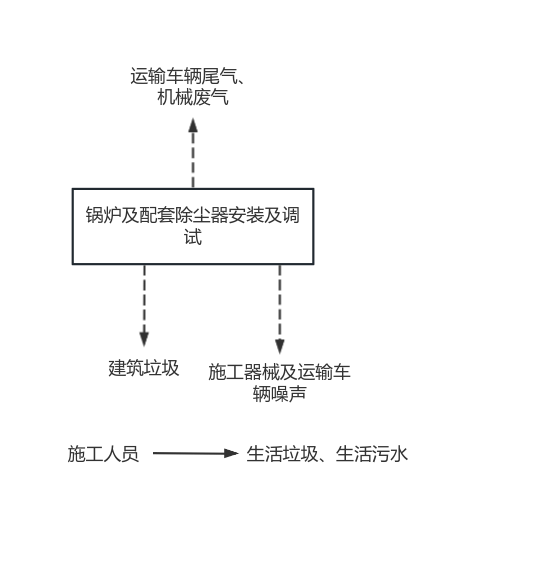 运输车辆尾气、
机械废气
锅炉及配套除尘器安装及调
试
建筑垃圾
施工器械及运输车
辆噪声
施工人员
生活垃圾、生活污水